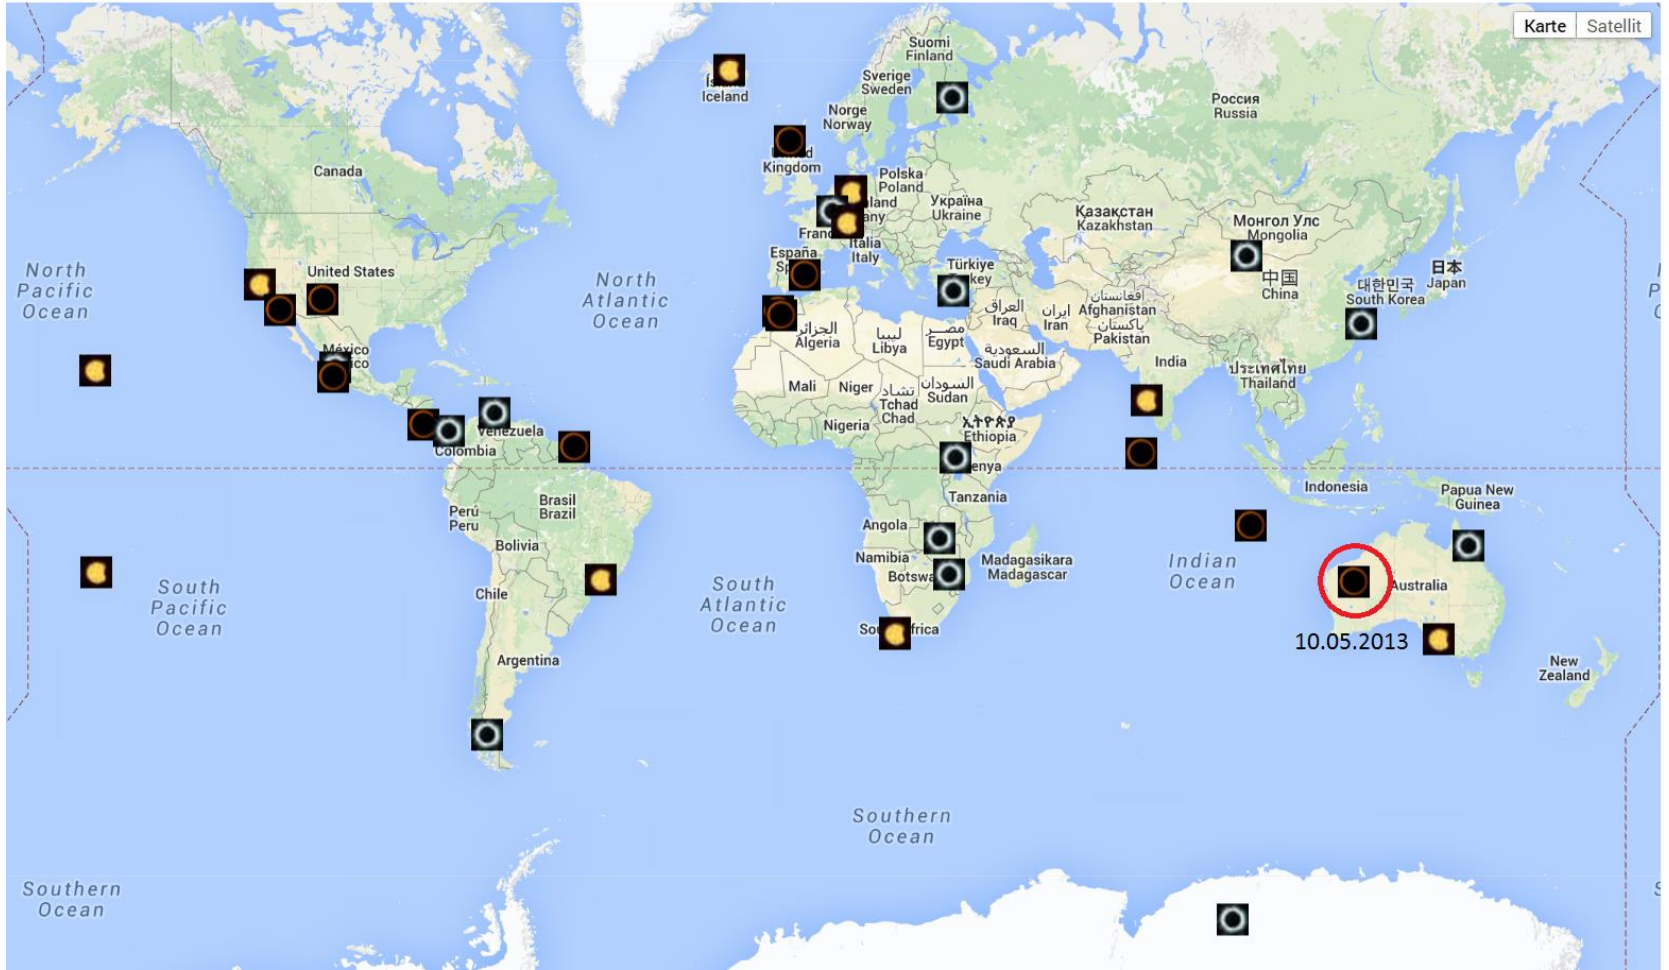 Karte
Satellit
Suomi
Finland
Iceland
Sverige
Sweden
Россия
Russia
Norge
Norway
Kingdom
Canada
Polska
Poland
Україна
Ukraine
Қазақстан
Kazakhstan
Монгол Улс
Mongolia
Italia
Italy
España
Türkiye
North
Pacific
Ocean
United States
North
Atlantic
Ocean
中国
China
日本
Japan
대한민국
South Korea
العراق
Iraq
ایران
Iran
افغانستان
Afghanistan
پاکستان
Pakistan
الجزائر
Algeria
ليبيا
Libya
مصر
Egypt
السعودية
Saudi Arabia
India
ประเทศไทย
Thailand
México
Mali
Niger
تشاد
Tchad
Chad
السودان
Sudan
Nigeria
ኢትዮጵያ
Ethiopia
Venezuela
Colombia
Tanzania
Indonesia
Papua New
Guinea
Brasil
Brazil
Perú
Peru
Angola
Bolivia
Namibia
Madagasikara
Madagascar
Indian
Ocean
Australia
South
Pacific
Ocean
Chile
South
Atlantic
Ocean
10.05.2013
Argentina
New
Zealand
Southern
Ocean
Southern
Ocean